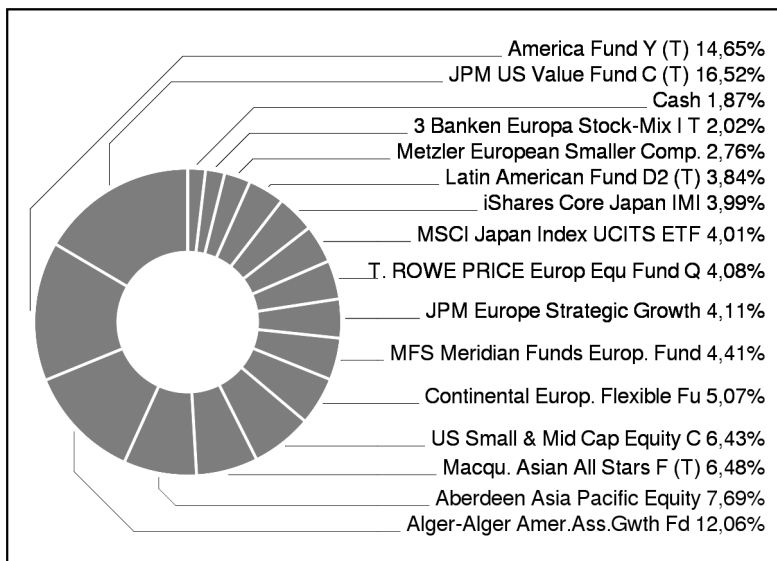 America Fund Y (T) 14,65%
JPM US Value Fund C (T) 16,52%
Cash 1,87%
3 Banken Europa Stock-Mix I T 2,02%
Metzler European Smaller Comp. 2,76%
Latin American Fund D2 (T) 3,84%
iShares Core Japan IMI 3,99%
MSCI Japan Index UCITS ETF 4,01%
T. ROWE PRICE Europ Equ Fund Q 4,08%
JPM Europe Strategic Growth 4,11%
MFS Meridian Funds Europ. Fund 4,41%
Continental Europ. Flexible Fu 5,07%
US Small & Mid Cap Equity C 6,43%
Macqu. Asian All Stars F (T) 6,48%
Aberdeen Asia Pacific Equity 7,69%
Alger-Alger Amer.Ass.Gwth Fd 12,06%